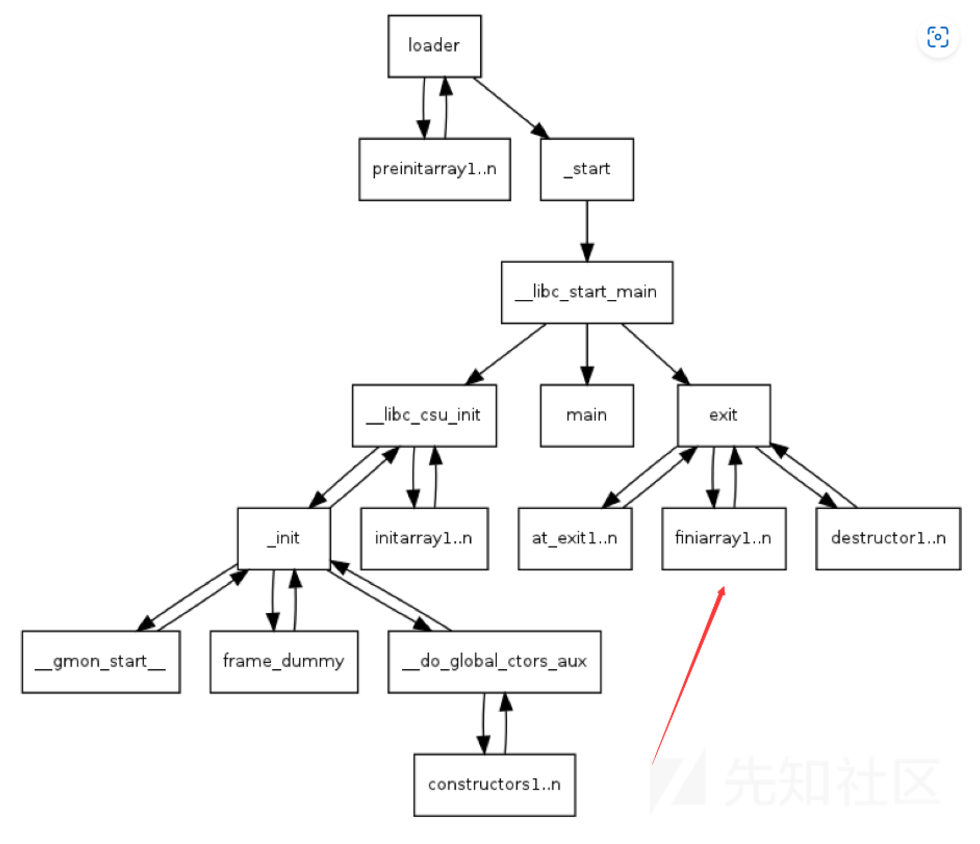 loader
preinitarray1..n
_start
__libc_start_main
__libc_csu_init
main
exit
_init
initarray1..n
at_exit1..n
finiarray1..n
destructor1..n
__gmon_start__
frame_dummy
__do_global_ctors_aux
constructors1..n
先知社区